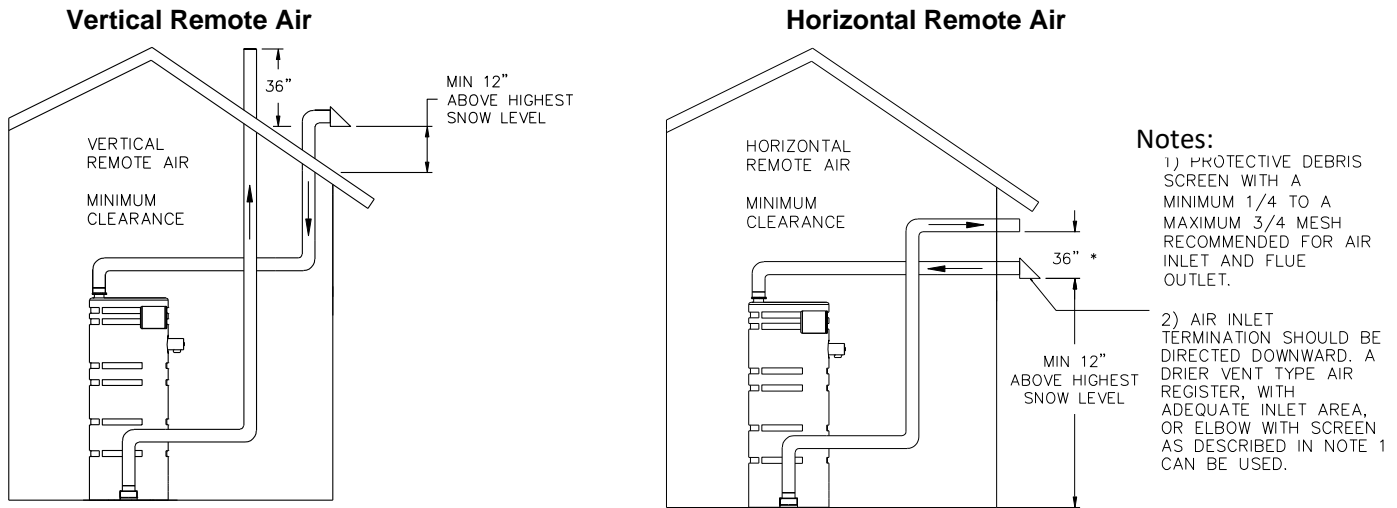 Vertical Remote Air
36"
MIN 12"
ABOVE HIGHEST
SNOW LEVEL
VERTICAL
REMOTE AIR
MINIMUM
CLEARANCE
Horizontal Remote Air
HORIZONTAL
REMOTE AIR
MINIMUM
CLEARANCE
36" *
MIN 12"
ABOVE HIGHEST
SNOW LEVEL
Notes:
1) PROTECTIVE DEBRIS
SCREEN WITH A
MINIMUM 1/4 TO A
MAXIMUM 3/4 MESH
RECOMMENDED FOR AIR
INLET AND FLUE
OUTLET.
2) AIR INLET
TERMINATION SHOULD BE
DIRECTED DOWNWARD. A
DRIER VENT TYPE AIR
REGISTER, WITH
ADEQUATE INLET AREA,
OR ELBOW WITH SCREEN
AS DESCRIBED IN NOTE 1
CAN BE USED.